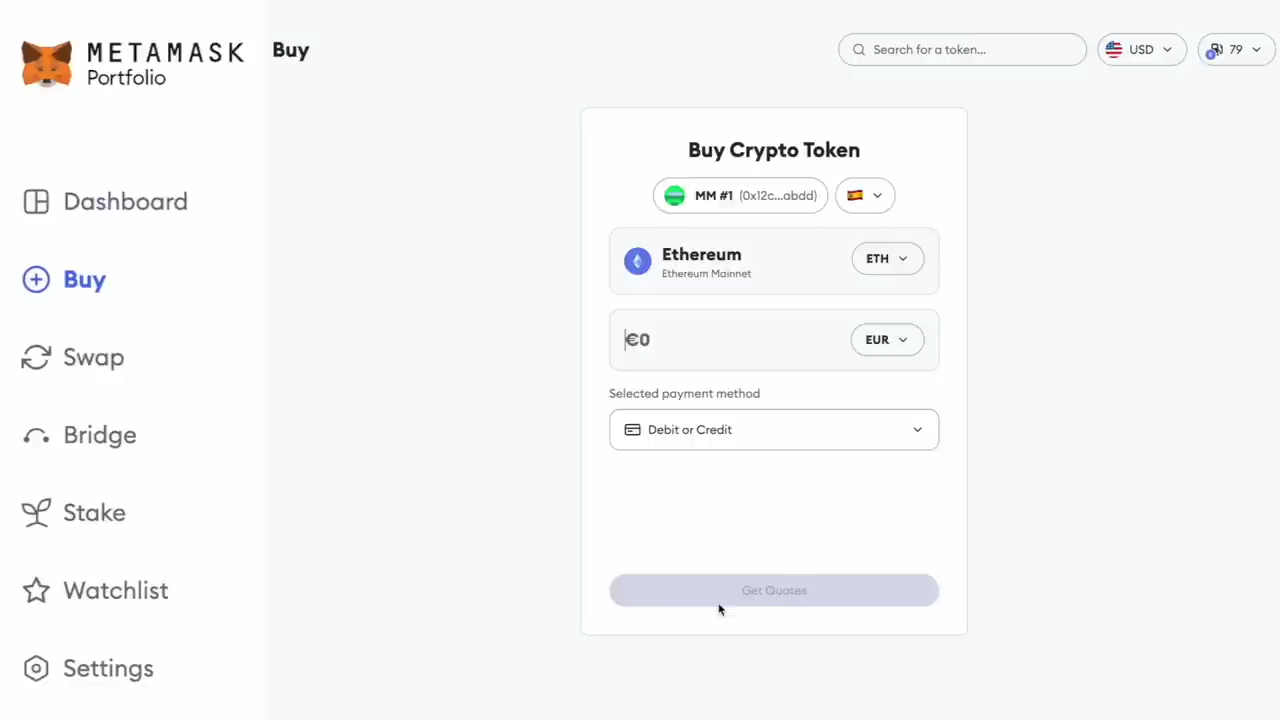 METAMASK
Portfolio
Buy
Search for a token...
USD
79
Dashboard
Buy
Swap
Bridge
Stake
Watchlist
Settings
Buy Crypto Token
MM #1 (0x12c...abdd)
Ethereum
Ethereum Mainnet
ETH
€0
EUR
Selected payment method
Debit or Credit
Get Quotes